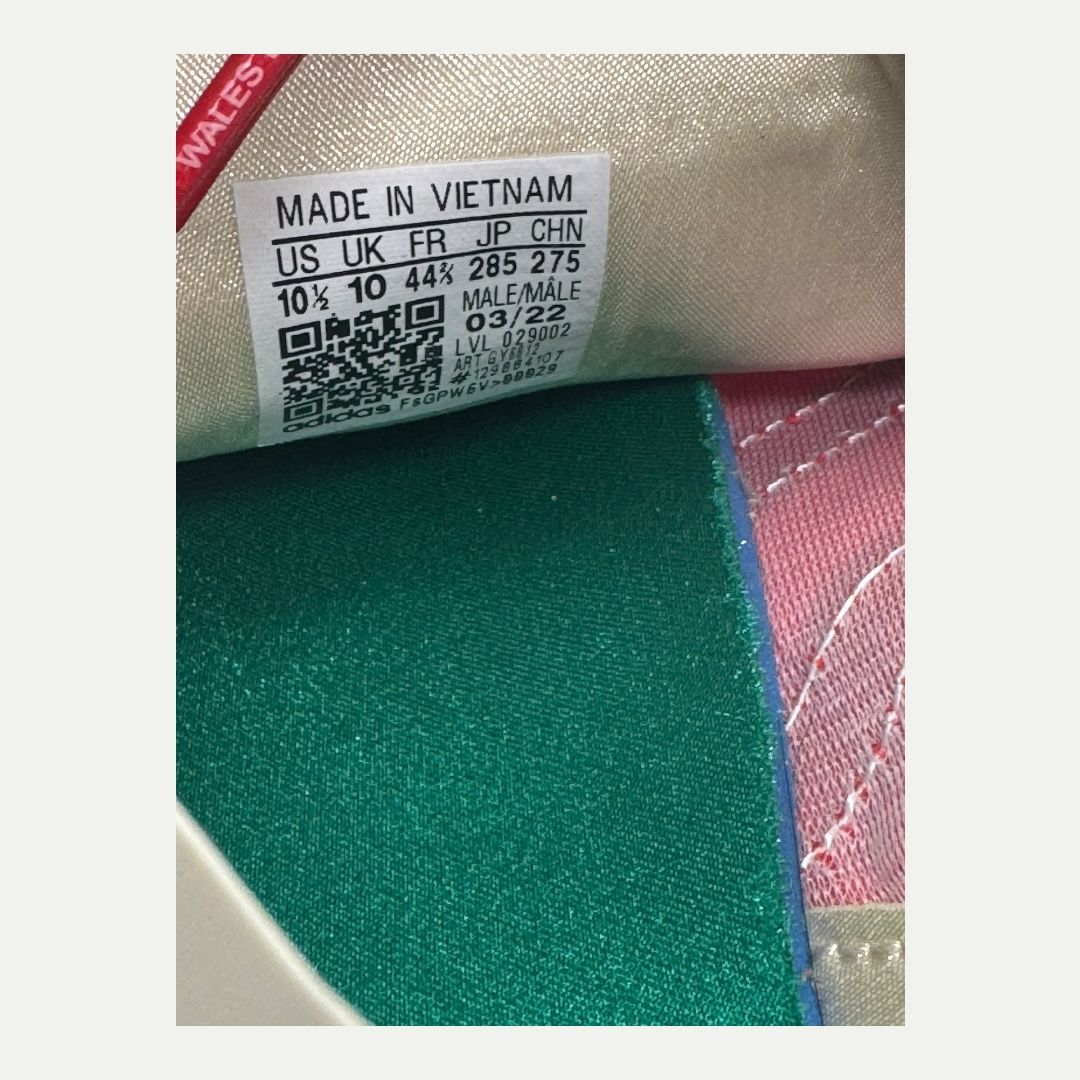 WALES
MADE IN VIETNAM
US UK FR JP CHN
10½ 10 44⅔ 285 275
MALE/MÂLE
03/22
LVL 029002
ART
adidas